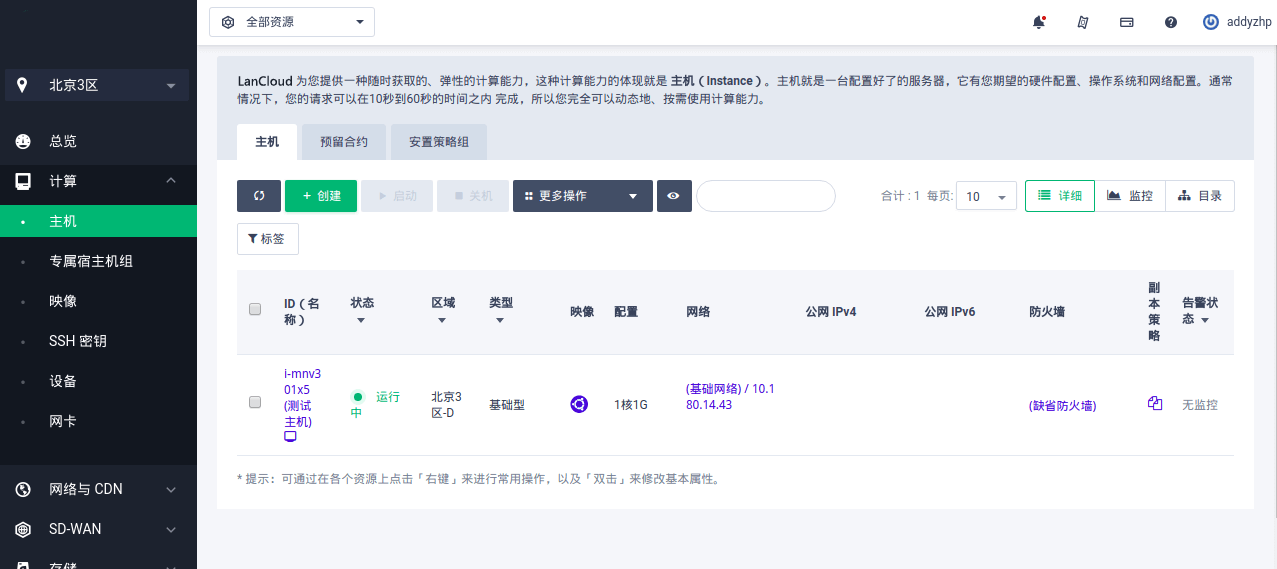 全部资源
addyzhp
北京3区
总览
计算
主机
专属宿主机组
映像
SSH 密钥
设备
网卡
网络与 CDN
SD-WAN
存储
LanCloud 为您提供一种随时获取的、弹性的计算能力，这种计算能力的体现就是 主机（Instance）。主机就是一台配置好了的服务器，它有您期望的硬件配置、操作系统和网络配置。通常
情况下，您的请求可以在10秒到60秒的时间之内 完成，所以您完全可以动态地、按需使用计算能力。
主机 预留合约 安置策略组
+ 创建 启动 关机 更多操作 合计 : 1 每页: 10 详细 监控 目录
标签
ID（名称） 状态 区域 类型 映像 配置 网络 公网 IPv4 公网 IPv6 防火墙 副本策略 告警状态
i-mnv301x5 (测试主机) 运行中 北京3区-D 基础型 1核1G (基础网络) / 10.180.14.43 (缺省防火墙) 无监控
* 提示：可通过在各个资源上点击「右键」来进行常用操作，以及「双击」来修改基本属性。